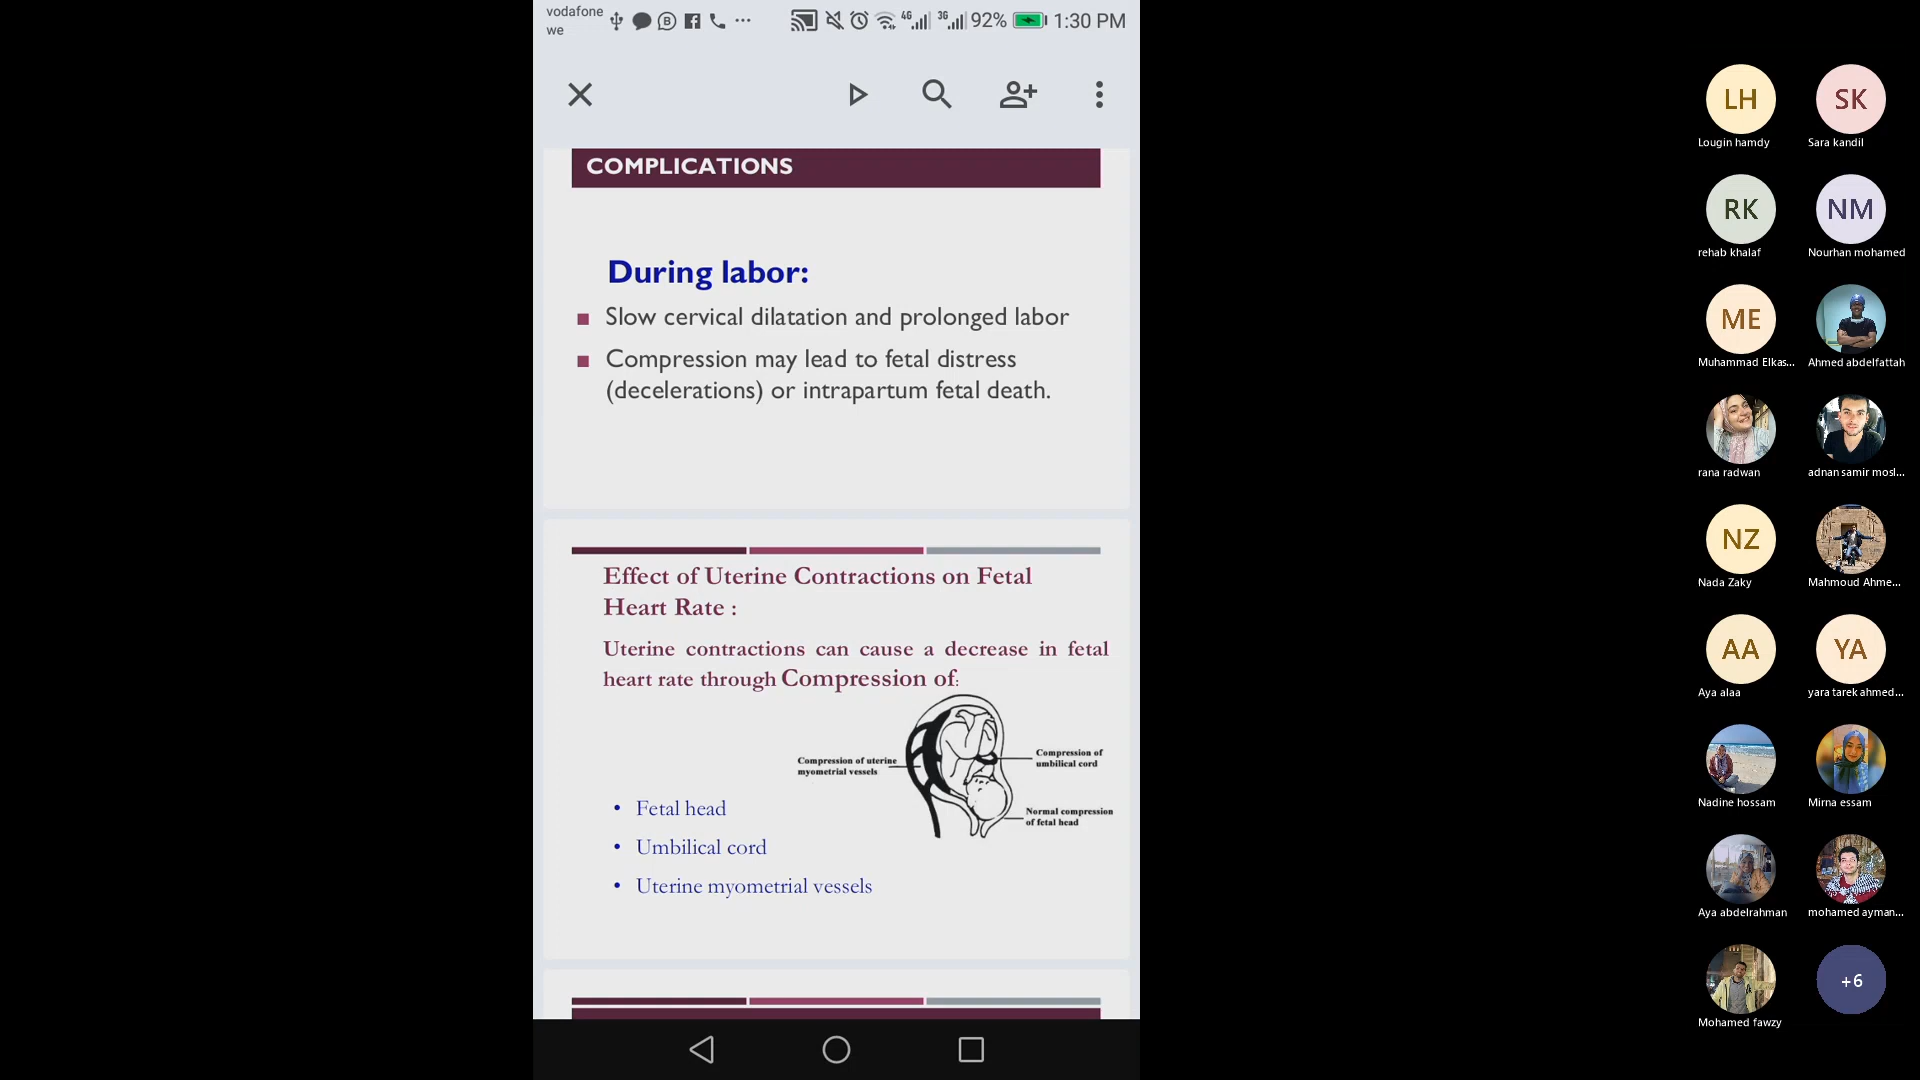 vodafone
we
4G 3G 92% 1:30 PM
COMPLICATIONS
During labor:
Slow cervical dilatation and prolonged labor
Compression may lead to fetal distress
(decelerations) or intrapartum fetal death.
Effect of Uterine Contractions on Fetal
Heart Rate :
Uterine contractions can cause a decrease in fetal
heart rate through Compression of:
Compression of uterine
myometrial vessels
Compression of
umbilical cord
Normal compression
of fetal head
• Fetal head
• Umbilical cord
• Uterine myometrial vessels
LH SK
Lougin hamdy Sara kandil
RK NM
rehab khalaf Nourhan mohamed
ME
Muhammad Elkas... Ahmed abdelfattah
rana radwan adnan samir mosl...
NZ
Nada Zaky Mahmoud Ahme...
AA YA
Aya alaa yara tarek ahmed...
Nadine hossam Mirna essam
Aya abdelrahman mohamed ayman...
+6
Mohamed fawzy